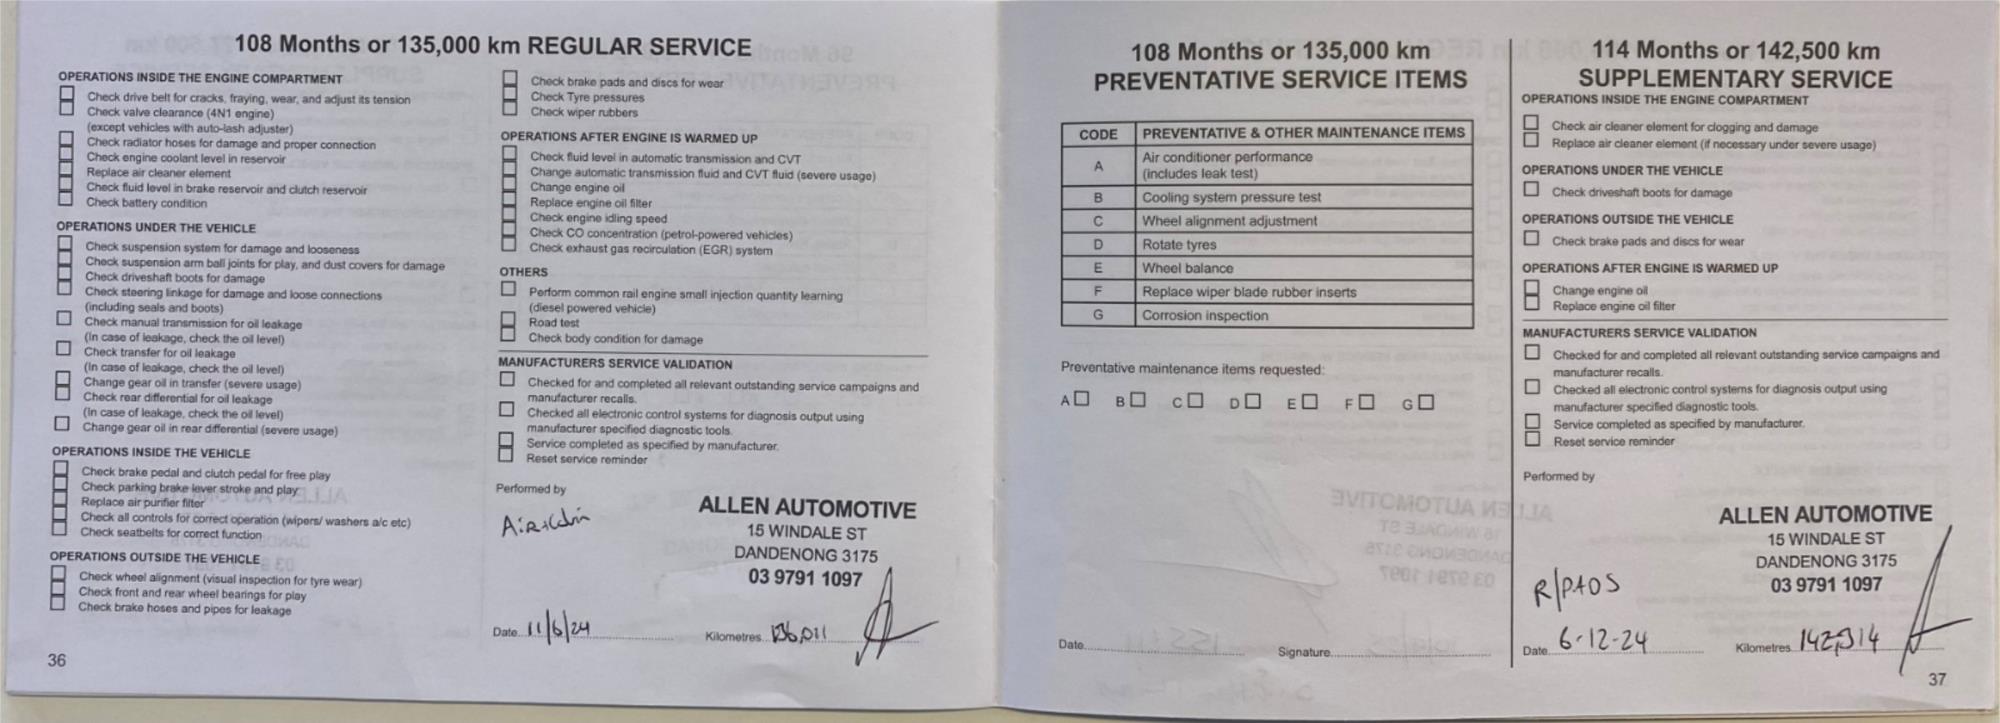 108 Months or 135,000 km REGULAR SERVICE
OPERATIONS INSIDE THE ENGINE COMPARTMENT
Check drive belt for cracks, fraying, wear, and adjust its tension
Check valve clearance (4N1 engine)
(except vehicles with auto-lash adjuster)
Check radiator hoses for damage and proper connection
Check engine coolant level in reservoir
Replace air cleaner element
Check fluid level in brake reservoir and clutch reservoir
Check battery condition
OPERATIONS UNDER THE VEHICLE
Check suspension system for damage and looseness
Check suspension arm ball joints for play, and dust covers for damage
Check driveshaft boots for damage
Check steering linkage for damage and loose connections
(including seals and boots)
Check manual transmission for oil leakage
(In case of leakage, check the oil level)
Check transfer for oil leakage
(In case of leakage, check the oil level)
Change gear oil in transfer (severe usage)
Check rear differential for oil leakage
(In case of leakage, check the oil level)
Change gear oil in rear differential (severe usage)
OPERATIONS INSIDE THE VEHICLE
Check brake pedal and clutch pedal for free play
Check parking brake lever stroke and play
Replace air purifier filter
Check all controls for correct operation (wipers/ washers a/c etc)
Check seatbelts for correct function
OPERATIONS OUTSIDE THE VEHICLE
Check wheel alignment (visual inspection for tyre wear)
Check front and rear wheel bearings for play
Check brake hoses and pipes for leakage
36
Check brake pads and discs for wear
Check Tyre pressures
Check wiper rubbers
OPERATIONS AFTER ENGINE IS WARMED UP
Check fluid level in automatic transmission and CVT
Change automatic transmission fluid and CVT fluid (severe usage)
Change engine oil
Replace engine oil filter
Check engine idling speed
Check CO concentration (petrol-powered vehicles)
Check exhaust gas recirculation (EGR) system
OTHERS
Perform common rail engine small injection quantity learning
(diesel powered vehicle)
Road test
Check body condition for damage
MANUFACTURERS SERVICE VALIDATION
Checked for and completed all relevant outstanding service campaigns and
manufacturer recalls.
Checked all electronic control systems for diagnosis output using
manufacturer specified diagnostic tools.
Service completed as specified by manufacturer.
Reset service reminder
Performed by
ALLEN AUTOMOTIVE
15 WINDALE ST
DANDENONG 3175
03 9791 1097
Date 11/6/24 Kilometres 136,011
108 Months or 135,000 km
PREVENTATIVE SERVICE ITEMS
CODE PREVENTATIVE & OTHER MAINTENANCE ITEMS
A Air conditioner performance
(includes leak test)
B Cooling system pressure test
C Wheel alignment adjustment
D Rotate tyres
E Wheel balance
F Replace wiper blade rubber inserts
G Corrosion inspection
Preventative maintenance items requested:
A B C D E F G
Date Signature
114 Months or 142,500 km
SUPPLEMENTARY SERVICE
OPERATIONS INSIDE THE ENGINE COMPARTMENT
Check air cleaner element for clogging and damage
Replace air cleaner element (if necessary under severe usage)
OPERATIONS UNDER THE VEHICLE
Check driveshaft boots for damage
OPERATIONS OUTSIDE THE VEHICLE
Check brake pads and discs for wear
OPERATIONS AFTER ENGINE IS WARMED UP
Change engine oil
Replace engine oil filter
MANUFACTURERS SERVICE VALIDATION
Checked for and completed all relevant outstanding service campaigns and
manufacturer recalls.
Checked all electronic control systems for diagnosis output using
manufacturer specified diagnostic tools.
Service completed as specified by manufacturer.
Reset service reminder
Performed by
ALLEN AUTOMOTIVE
15 WINDALE ST
DANDENONG 3175
03 9791 1097
R/PADS
Date 6-12-24 Kilometres 142,314
37